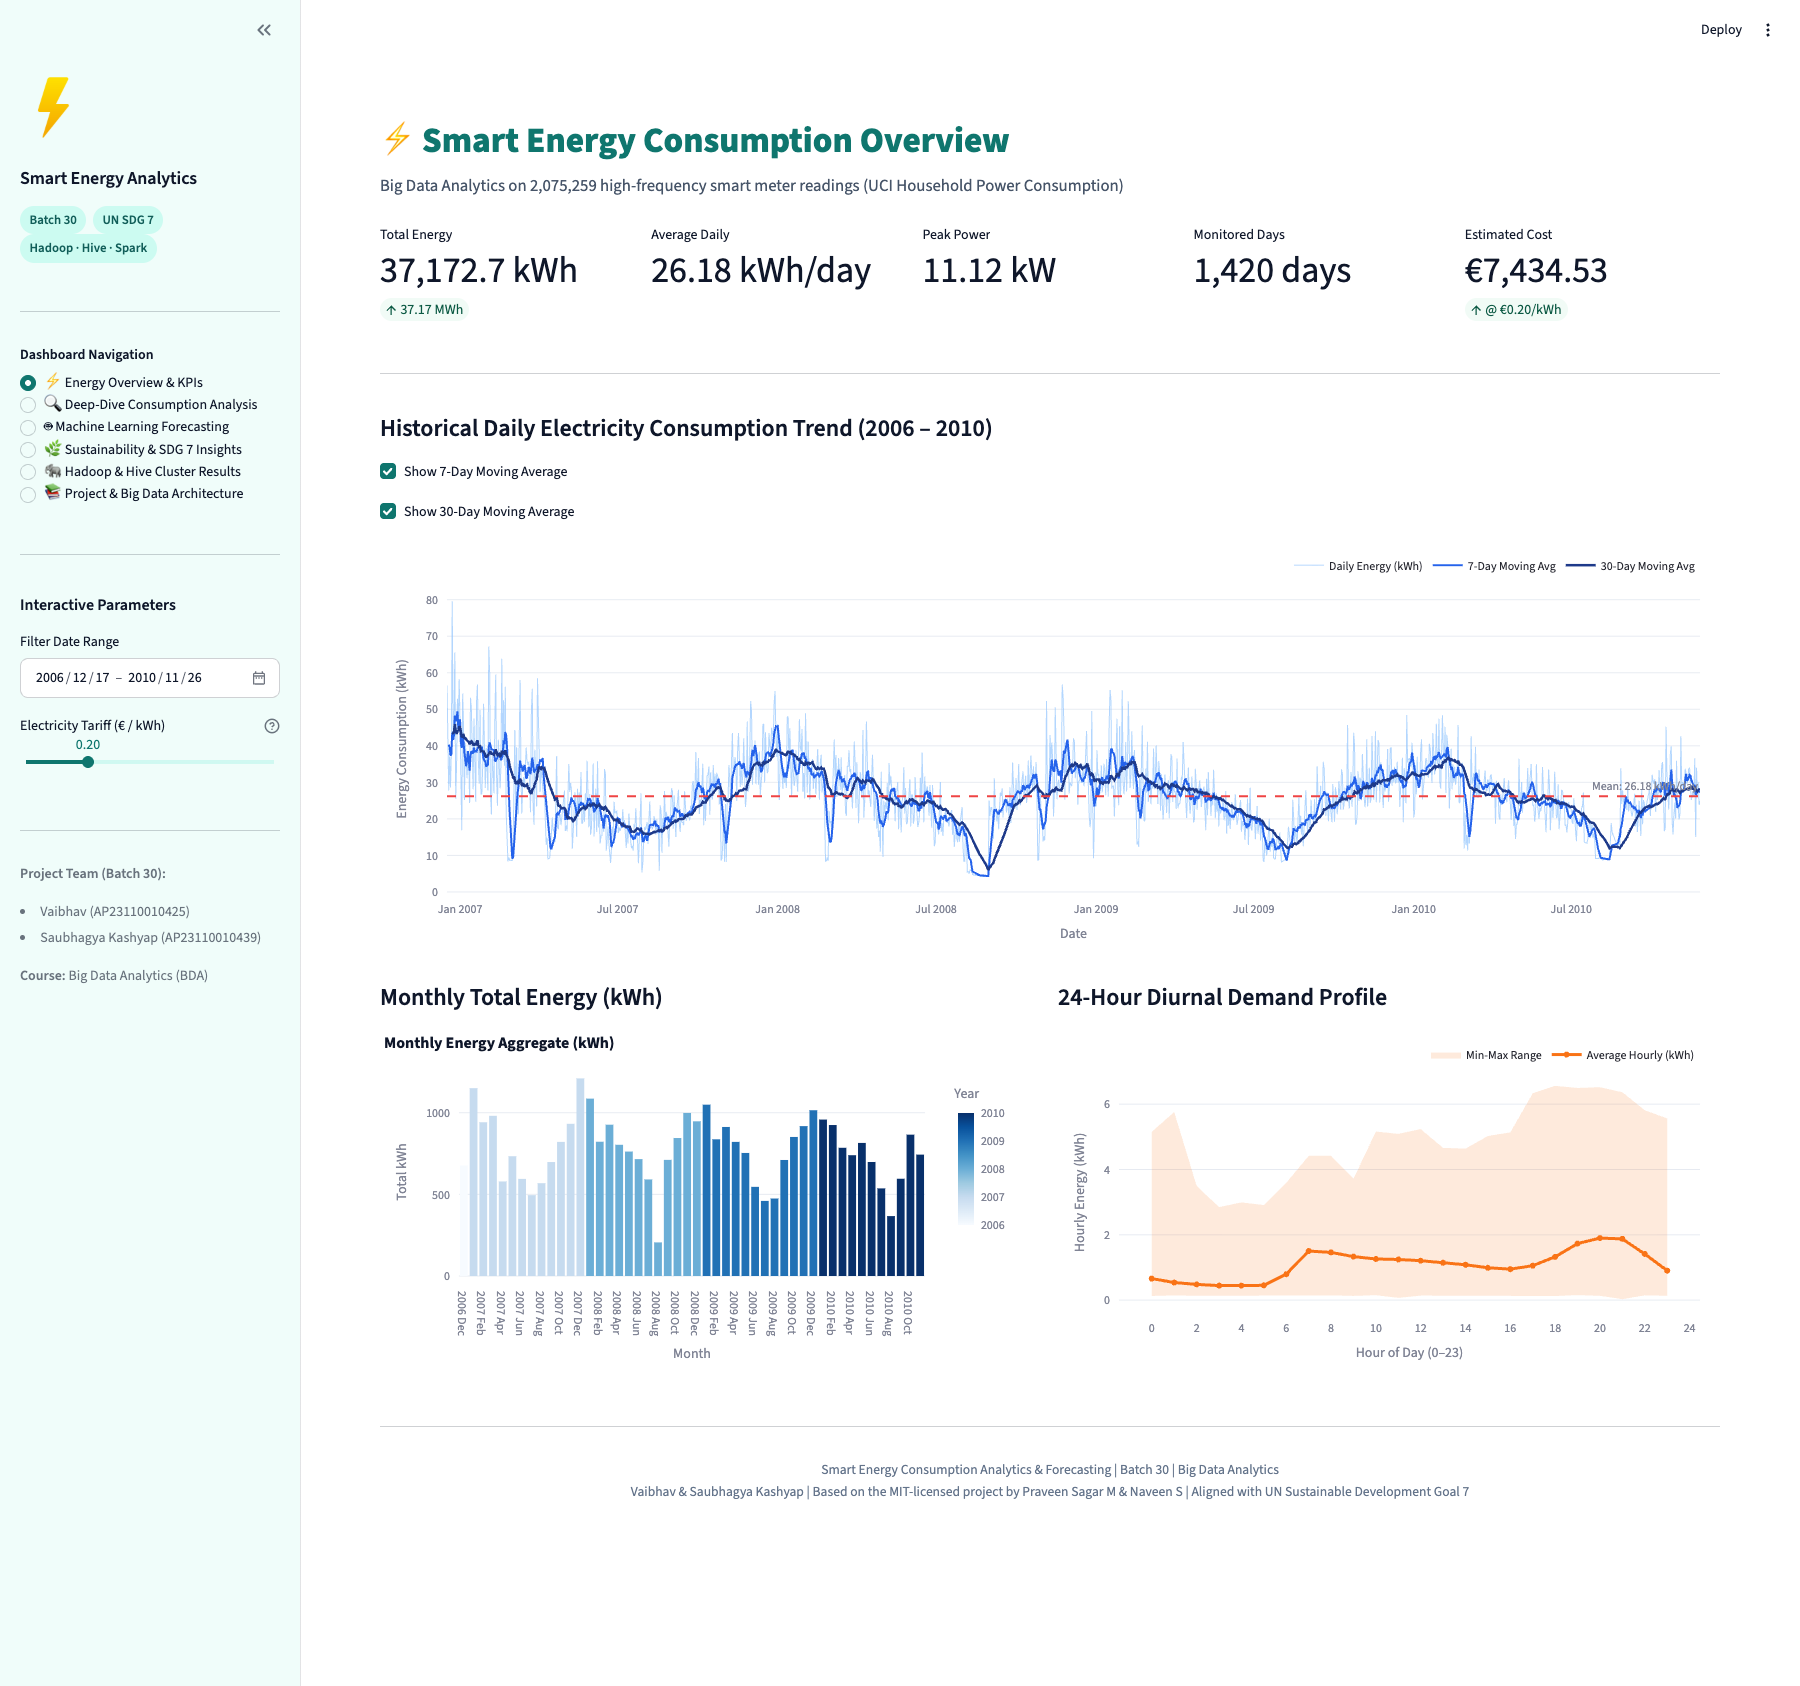 Deploy
Smart Energy Analytics
Batch 30
UN SDG 7
Hadoop · Hive · Spark
Dashboard Navigation
⚡ Energy Overview & KPIs
🔍 Deep-Dive Consumption Analysis
Machine Learning Forecasting
🌿 Sustainability & SDG 7 Insights
🐘 Hadoop & Hive Cluster Results
📚 Project & Big Data Architecture
Interactive Parameters
Filter Date Range
2006 / 12 / 17 – 2010 / 11 / 26
Electricity Tariff (€ / kWh)
0.20
Project Team (Batch 30):
• Vaibhav (AP23110010425)
• Saubhagya Kashyap (AP23110010439)
Course: Big Data Analytics (BDA)
⚡ Smart Energy Consumption Overview
Big Data Analytics on 2,075,259 high-frequency smart meter readings (UCI Household Power Consumption)
Total Energy
37,172.7 kWh
↑ 37.17 MWh
Average Daily
26.18 kWh/day
Peak Power
11.12 kW
Monitored Days
1,420 days
Estimated Cost
€7,434.53
↑ @ €0.20/kWh
Historical Daily Electricity Consumption Trend (2006 – 2010)
Show 7-Day Moving Average
Show 30-Day Moving Average
Daily Energy (kWh)
7-Day Moving Avg
30-Day Moving Avg
Energy Consumption (kWh)
80
70
60
50
40
30
20
10
0
Mean: 26.18
Jan 2007
Jul 2007
Jan 2008
Jul 2008
Jan 2009
Jul 2009
Jan 2010
Jul 2010
Date
Monthly Total Energy (kWh)
Monthly Energy Aggregate (kWh)
Total kWh
1000
500
0
2006 Dec
2007 Feb
2007 Apr
2007 Jun
2007 Aug
2007 Oct
2007 Dec
2008 Feb
2008 Apr
2008 Jun
2008 Aug
2008 Oct
2008 Dec
2009 Feb
2009 Apr
2009 Jun
2009 Aug
2009 Oct
2009 Dec
2010 Feb
2010 Apr
2010 Jun
2010 Aug
2010 Oct
Month
Year
2010
2009
2008
2007
2006
24-Hour Diurnal Demand Profile
Min-Max Range
Average Hourly (kWh)
Hourly Energy (kWh)
6
4
2
0
0
2
4
6
8
10
12
14
16
18
20
22
24
Hour of Day (0–23)
Smart Energy Consumption Analytics & Forecasting | Batch 30 | Big Data Analytics
Vaibhav & Saubhagya Kashyap | Based on the MIT-licensed project by Praveen Sagar M & Naveen S | Aligned with UN Sustainable Development Goal 7